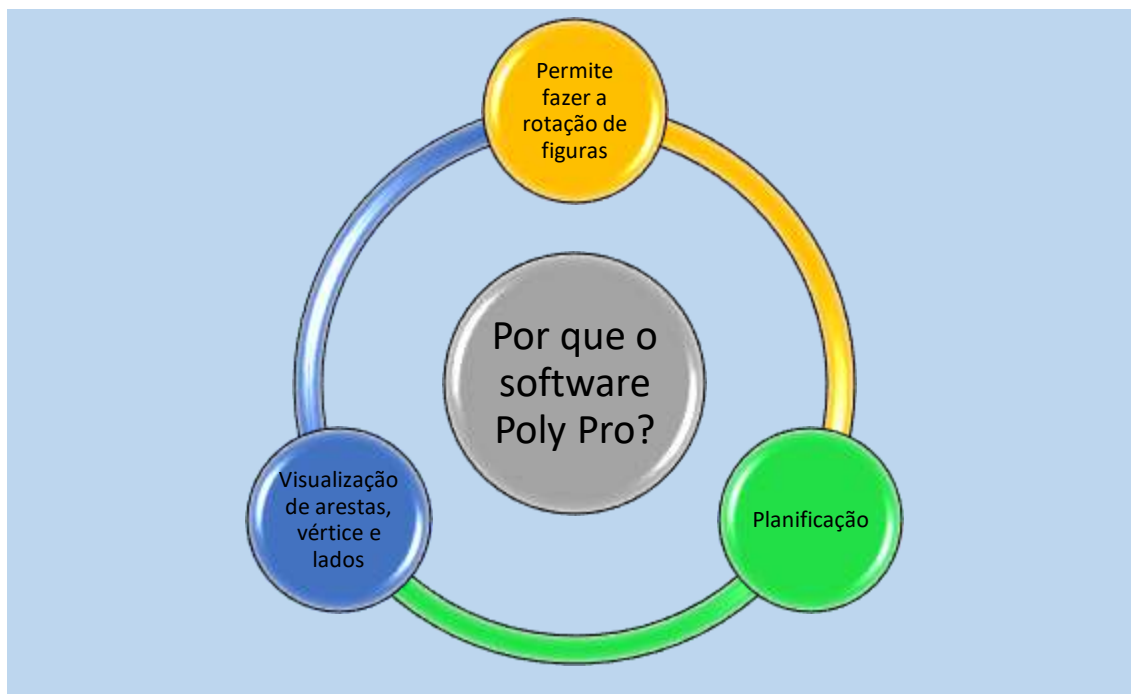 Permite
fazer a
rotação de
figuras
Por que o
software
Poly Pro?
Visualização
de arestas,
vértice e
lados
Planificação